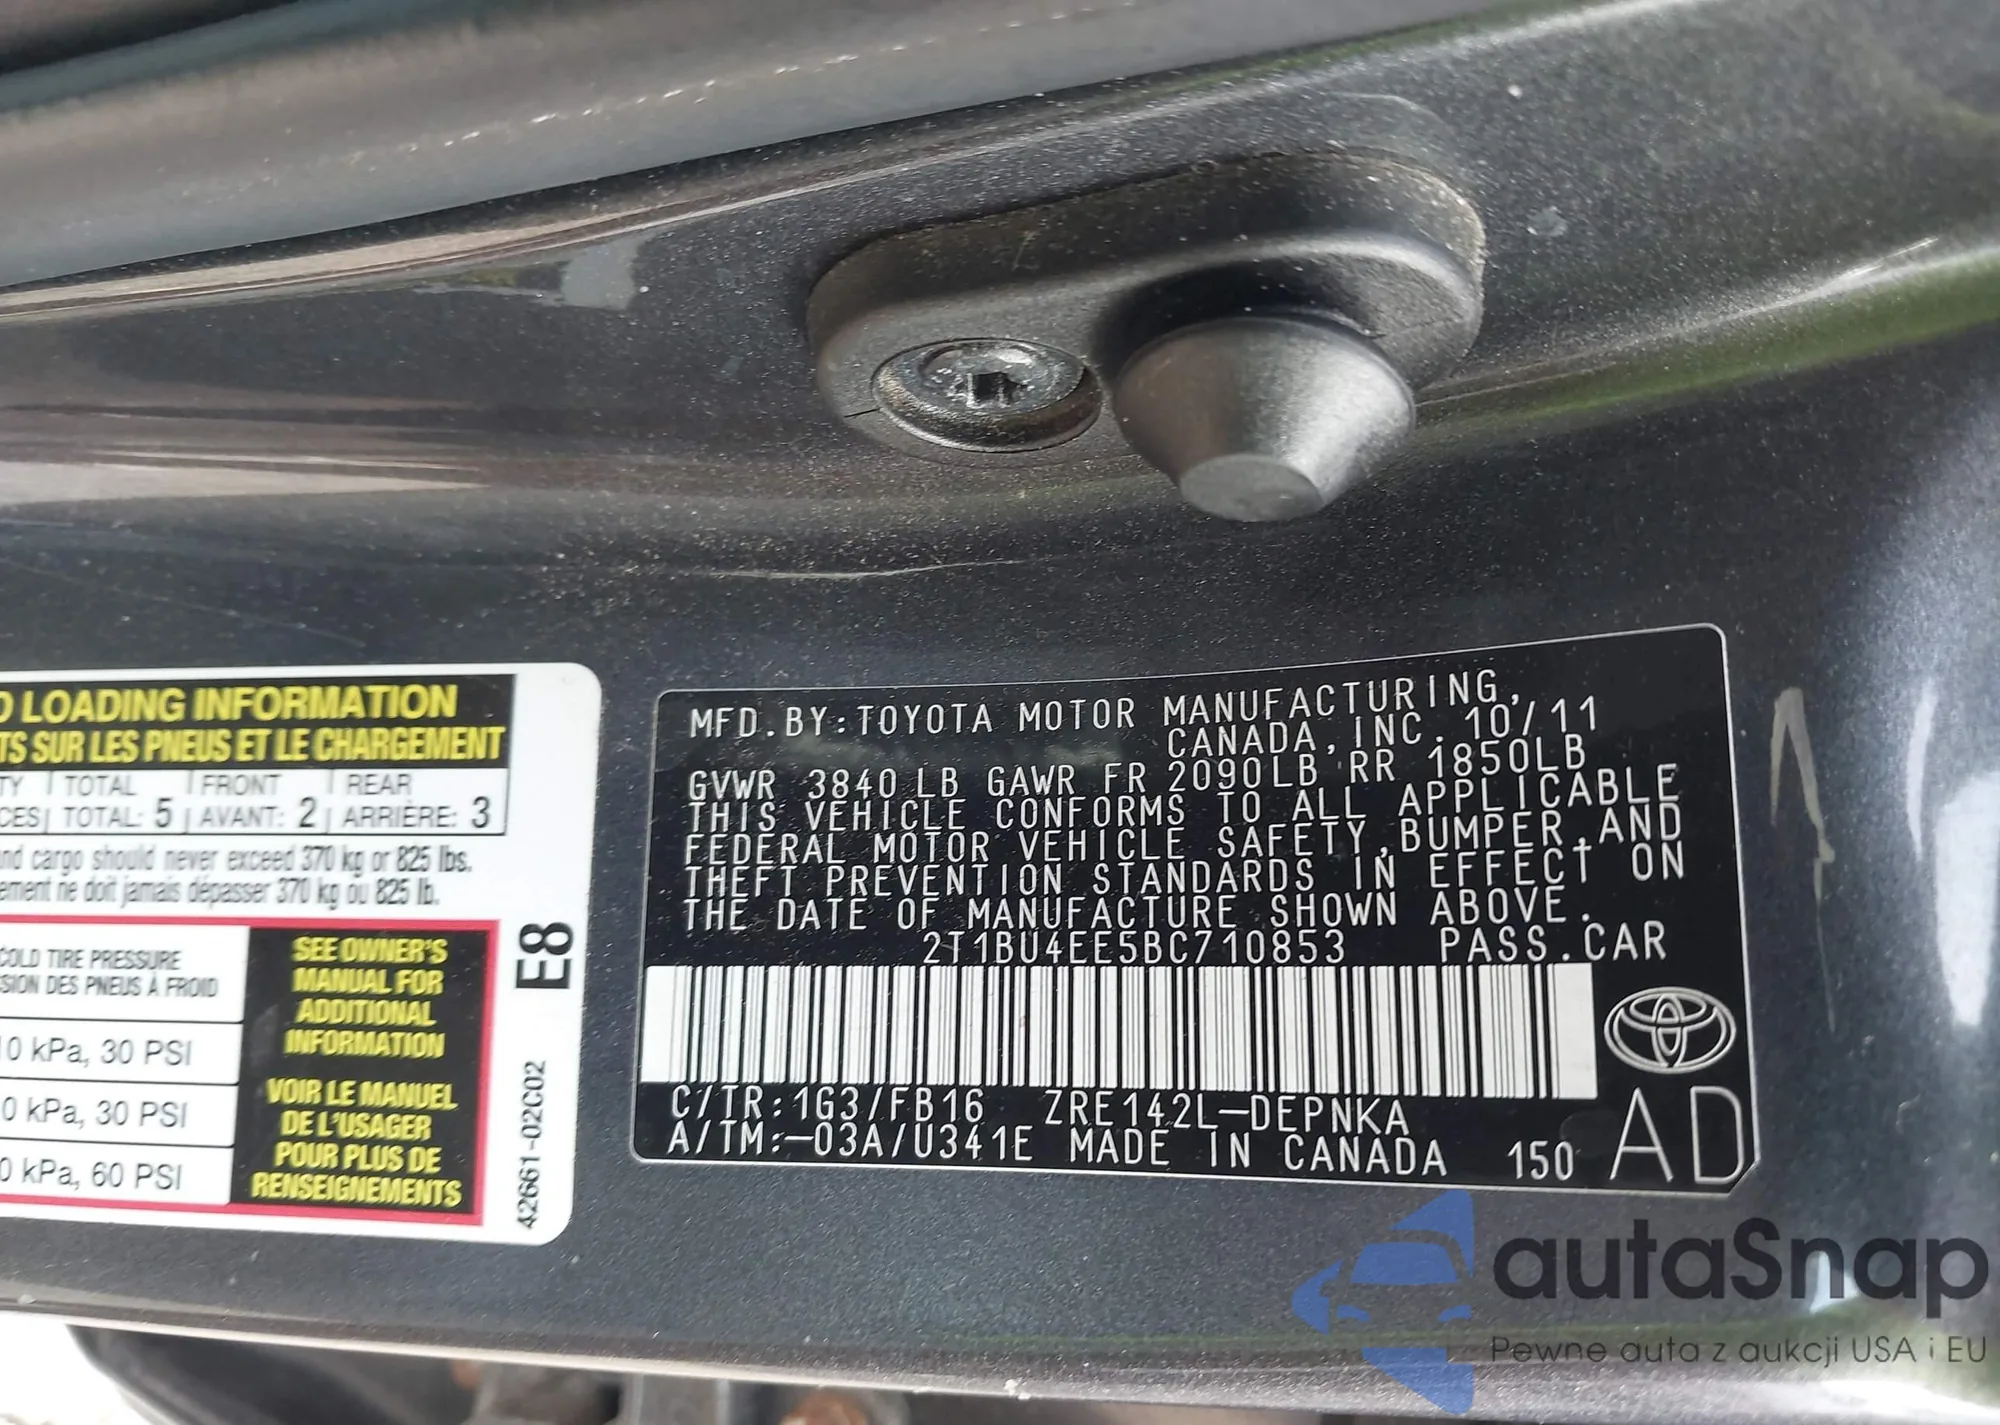 D LOADING INFORMATION
TS SUR LES PNEUS ET LE CHARGEMENT
TY TOTAL FRONT REAR
CES TOTAL: 5 AVANT: 2 ARRIÈRE: 3
nd cargo should never exceed 370 kg or 825 lbs.
ement ne doit jamais dépasser 370 kg ou 825 lb.
COLD TIRE PRESSURE
SION DES PNEUS À FROID
0 kPa, 30 PSI
0 kPa, 30 PSI
0 kPa, 60 PSI
SEE OWNER'S
MANUAL FOR
ADDITIONAL
INFORMATION
VOIR LE MANUEL
DE L'USAGER
POUR PLUS DE
RENSEIGNEMENTS
E8
42661-02C02
MFD.BY:TOYOTA MOTOR MANUFACTURING,
CANADA,INC. 10/11
GVWR 3840LB GAWR FR 2090LB RR 1850LB
THIS VEHICLE CONFORMS TO ALL APPLICABLE
FEDERAL MOTOR VEHICLE SAFETY,BUMPER,AND
THEFT PREVENTION STANDARDS IN EFFECT ON
THE DATE OF MANUFACTURE SHOWN ABOVE.
2T1BU4EE5BC710853 PASS.CAR
C/TR:1G3/FB16 ZRE142L-DEPNKA
A/TM:-03A/U341E MADE IN CANADA 150 AD
autaSnap
Pewne auta z aukcji USA i EU